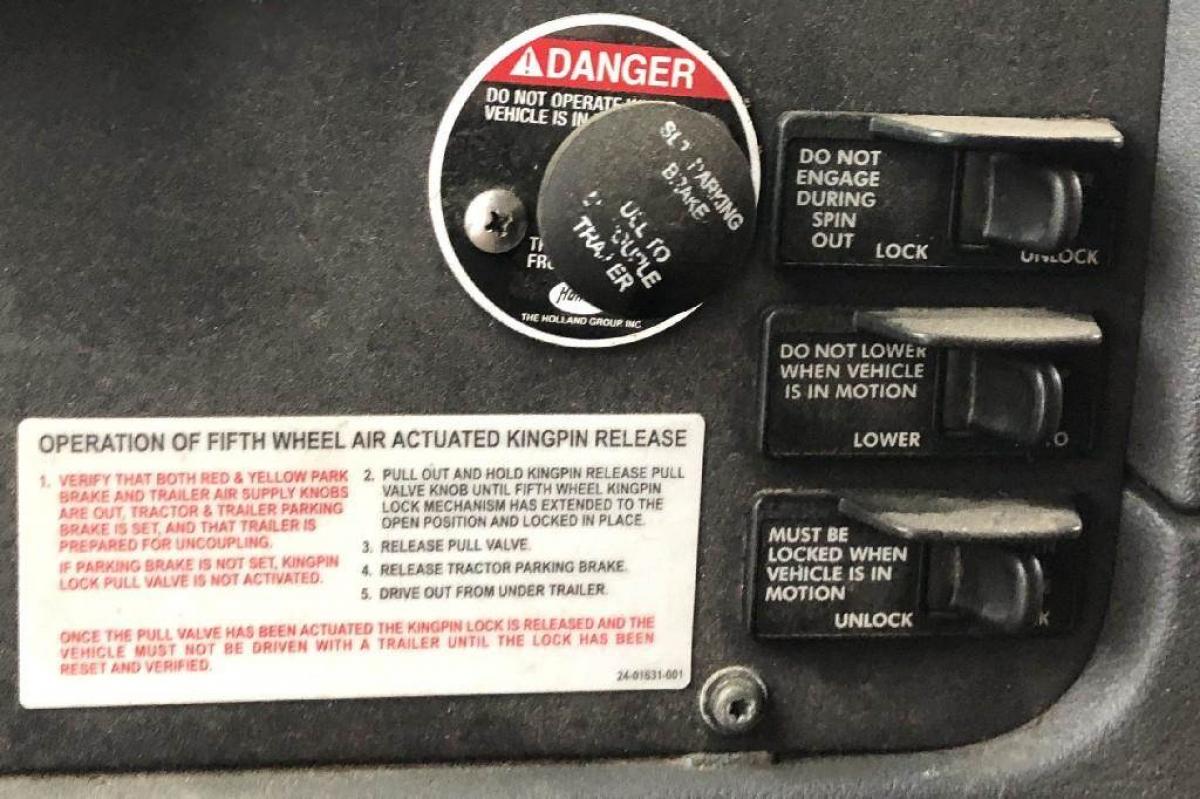 DANGER
DO NOT OPERATE
VEHICLE IS IN
SET PARKING
BRAKE
PULL TO
UNCOUPLE
TRAILER
THE HOLLAND GROUP, INC
DO NOT
ENGAGE
DURING
SPIN
OUT
LOCK
UNLOCK
DO NOT LOWER
WHEN VEHICLE
IS IN MOTION
LOWER
MUST BE
LOCKED WHEN
VEHICLE IS IN
MOTION
UNLOCK
OPERATION OF FIFTH WHEEL AIR ACTUATED KINGPIN RELEASE
1. VERIFY THAT BOTH RED & YELLOW PARK
BRAKE AND TRAILER AIR SUPPLY KNOBS
ARE OUT, TRACTOR & TRAILER PARKING
BRAKE IS SET, AND THAT TRAILER IS
PREPARED FOR UNCOUPLING.
IF PARKING BRAKE IS NOT SET, KINGPIN
LOCK PULL VALVE IS NOT ACTIVATED.
2. PULL OUT AND HOLD KINGPIN RELEASE PULL
VALVE KNOB UNTIL FIFTH WHEEL KINGPIN
LOCK MECHANISM HAS EXTENDED TO THE
OPEN POSITION AND LOCKED IN PLACE.
3. RELEASE PULL VALVE.
4. RELEASE TRACTOR PARKING BRAKE.
5. DRIVE OUT FROM UNDER TRAILER.
ONCE THE PULL VALVE HAS BEEN ACTUATED THE KINGPIN LOCK IS RELEASED AND THE
VEHICLE MUST NOT BE DRIVEN WITH A TRAILER UNTIL THE LOCK HAS BEEN
RESET AND VERIFIED.
24-01631-001